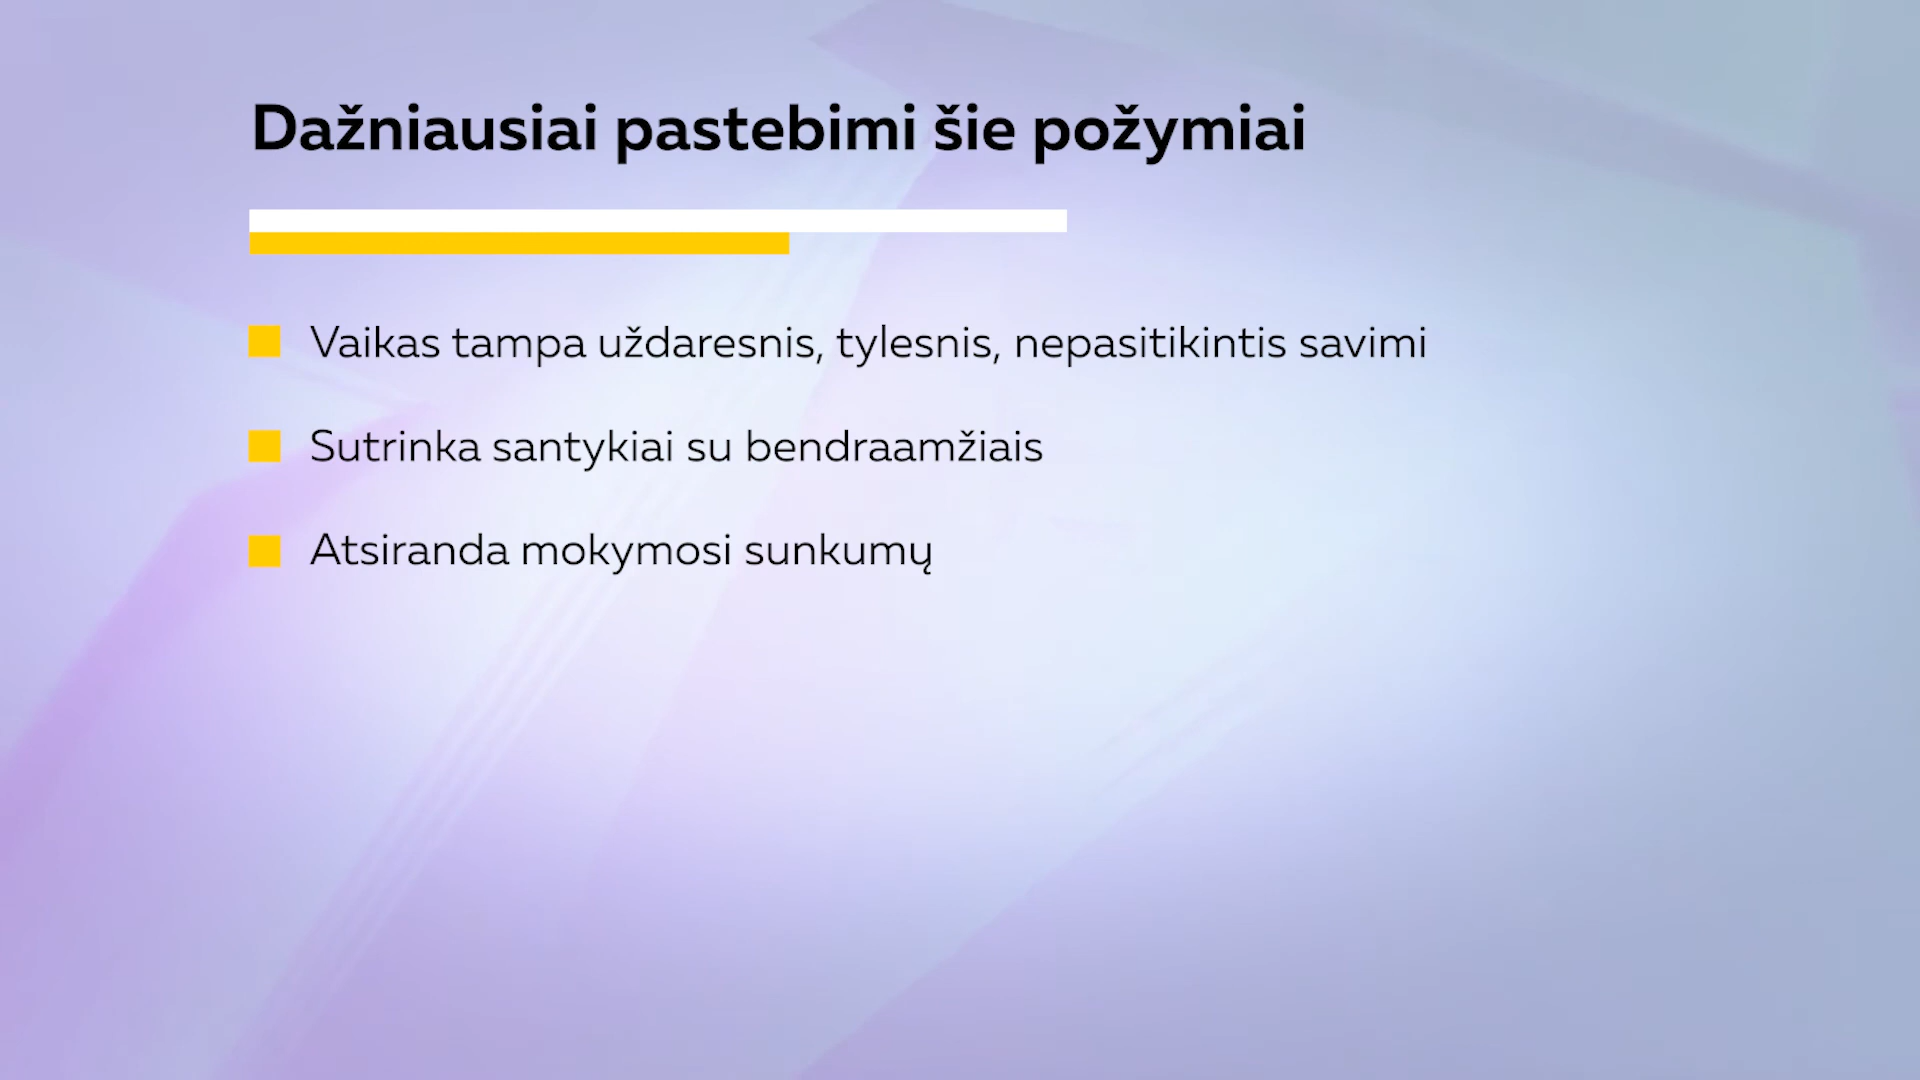 Dažniausiai pastebimi šie požymiai
Vaikas tampa uždaresnis, tylesnis, nepasitikintis savimi
Sutrinka santykiai su bendraamžiais
Atsiranda mokymosi sunkumų